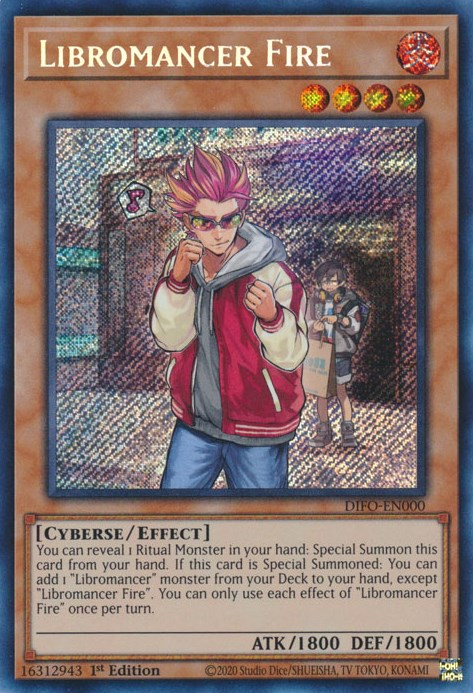 LIBROMANCER FIRE
DIFO-EN000
[CYBERSE/EFFECT]
You can reveal 1 Ritual Monster in your hand: Special Summon this
card from your hand. If this card is Special Summoned: You can
add 1 "Libromancer" monster from your Deck to your hand, except
"Libromancer Fire". You can only use each effect of "Libromancer
Fire" once per turn.
ATK/1800 DEF/1800
16312943 1st Edition ©2020 Studio Dice/SHUEISHA, TV TOKYO, KONAMI